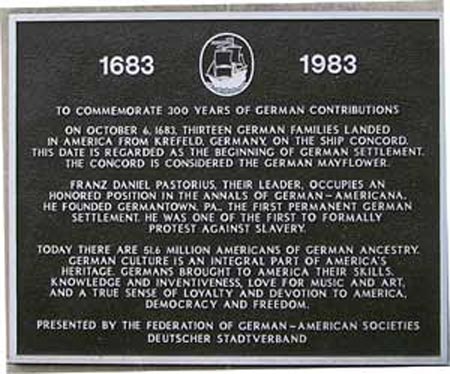 1683 1983
TO COMMEMORATE 300 YEARS OF GERMAN CONTRIBUTIONS
ON OCTOBER 6, 1683, THIRTEEN GERMAN FAMILIES LANDED
IN AMERICA FROM KREFELD, GERMANY ON THE SHIP CONCORD.
THIS DATE IS REGARDED AS THE BEGINNING OF GERMAN SETTLEMENT.
THE CONCORD IS CONSIDERED THE GERMAN MAYFLOWER.
FRANZ DANIEL PASTORIUS, THEIR LEADER, OCCUPIES AN
HONORED POSITION IN THE ANNALS OF GERMAN-AMERICANA.
HE FOUNDED GERMANTOWN, PA., THE FIRST PERMANENT GERMAN
SETTLEMENT. HE WAS ONE OF THE FIRST TO FORMALLY
PROTEST AGAINST SLAVERY.
TODAY THERE ARE 51.6 MILLION AMERICANS OF GERMAN ANCESTRY.
GERMAN CULTURE IS AN INTEGRAL PART OF AMERICA'S
HERITAGE. GERMANS BROUGHT TO AMERICA THEIR SKILLS,
KNOWLEDGE AND INVENTIVENESS, LOVE FOR MUSIC AND ART,
AND A TRUE SENSE OF LOYALTY AND DEVOTION TO AMERICA,
DEMOCRACY AND FREEDOM.
PRESENTED BY THE FEDERATION OF GERMAN-AMERICAN SOCIETIES
DEUTSCHER STADTVERBAND